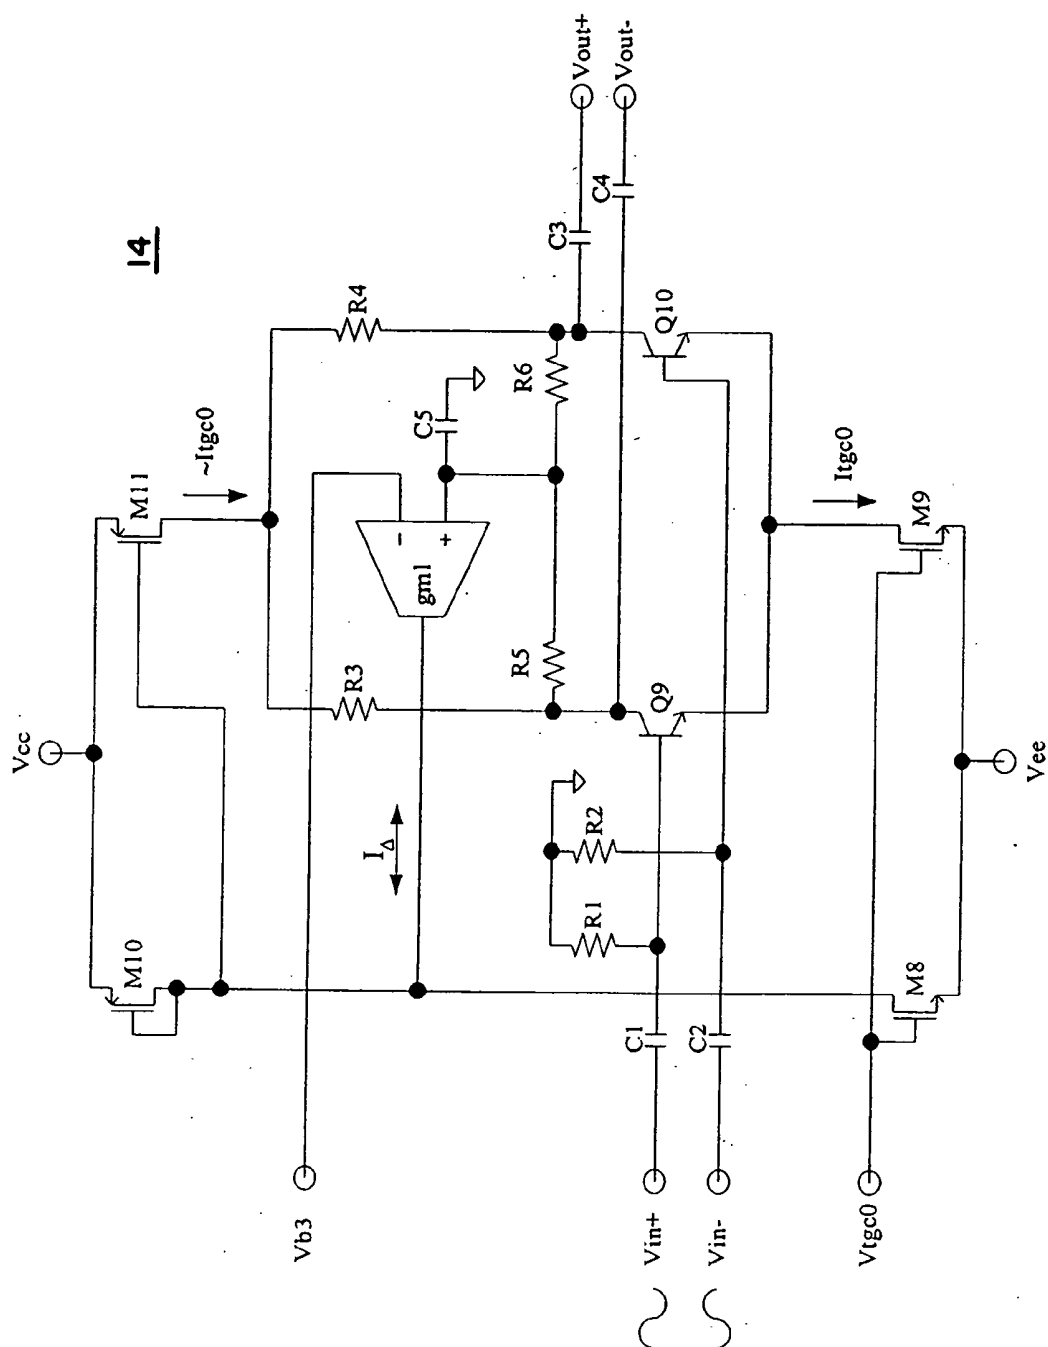 14
Vcc
M10
M11
~Itgc0
R4
R3
C5
gm1
-
+
R6
R5
C3
Vout+
C4
Vout-
Vb3
IΔ
R1
R2
Q9
Q10
C1
Vin+
C2
Vin-
Itgc0
Vtgc0
M8
M9
Vee